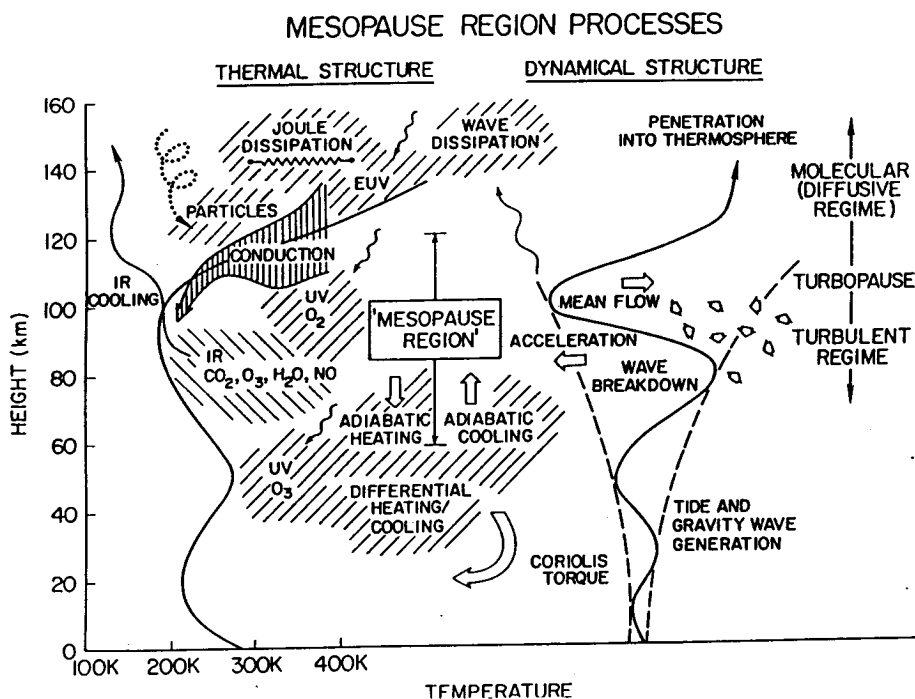 MESOPAUSE REGION PROCESSES
THERMAL STRUCTURE
DYNAMICAL STRUCTURE
HEIGHT (km)
160
140
120
100
80
60
40
20
0
JOULE
DISSIPATION
WAVE
DISSIPATION
EUV
PARTICLES
CONDUCTION
IR
COOLING
UV
O2
'MESOPAUSE
REGION'
IR
CO2, O3, H2O, NO
ADIABATIC
HEATING
ADIABATIC
COOLING
UV
O3
DIFFERENTIAL
HEATING/
COOLING
CORIOLIS
TORQUE
PENETRATION
INTO THERMOSPHERE
MOLECULAR
(DIFFUSIVE
REGIME)
TURBOPAUSE
TURBULENT
REGIME
MEAN FLOW
ACCELERATION
WAVE
BREAKDOWN
TIDE AND
GRAVITY WAVE
GENERATION
100K 200K 300K 400K
TEMPERATURE